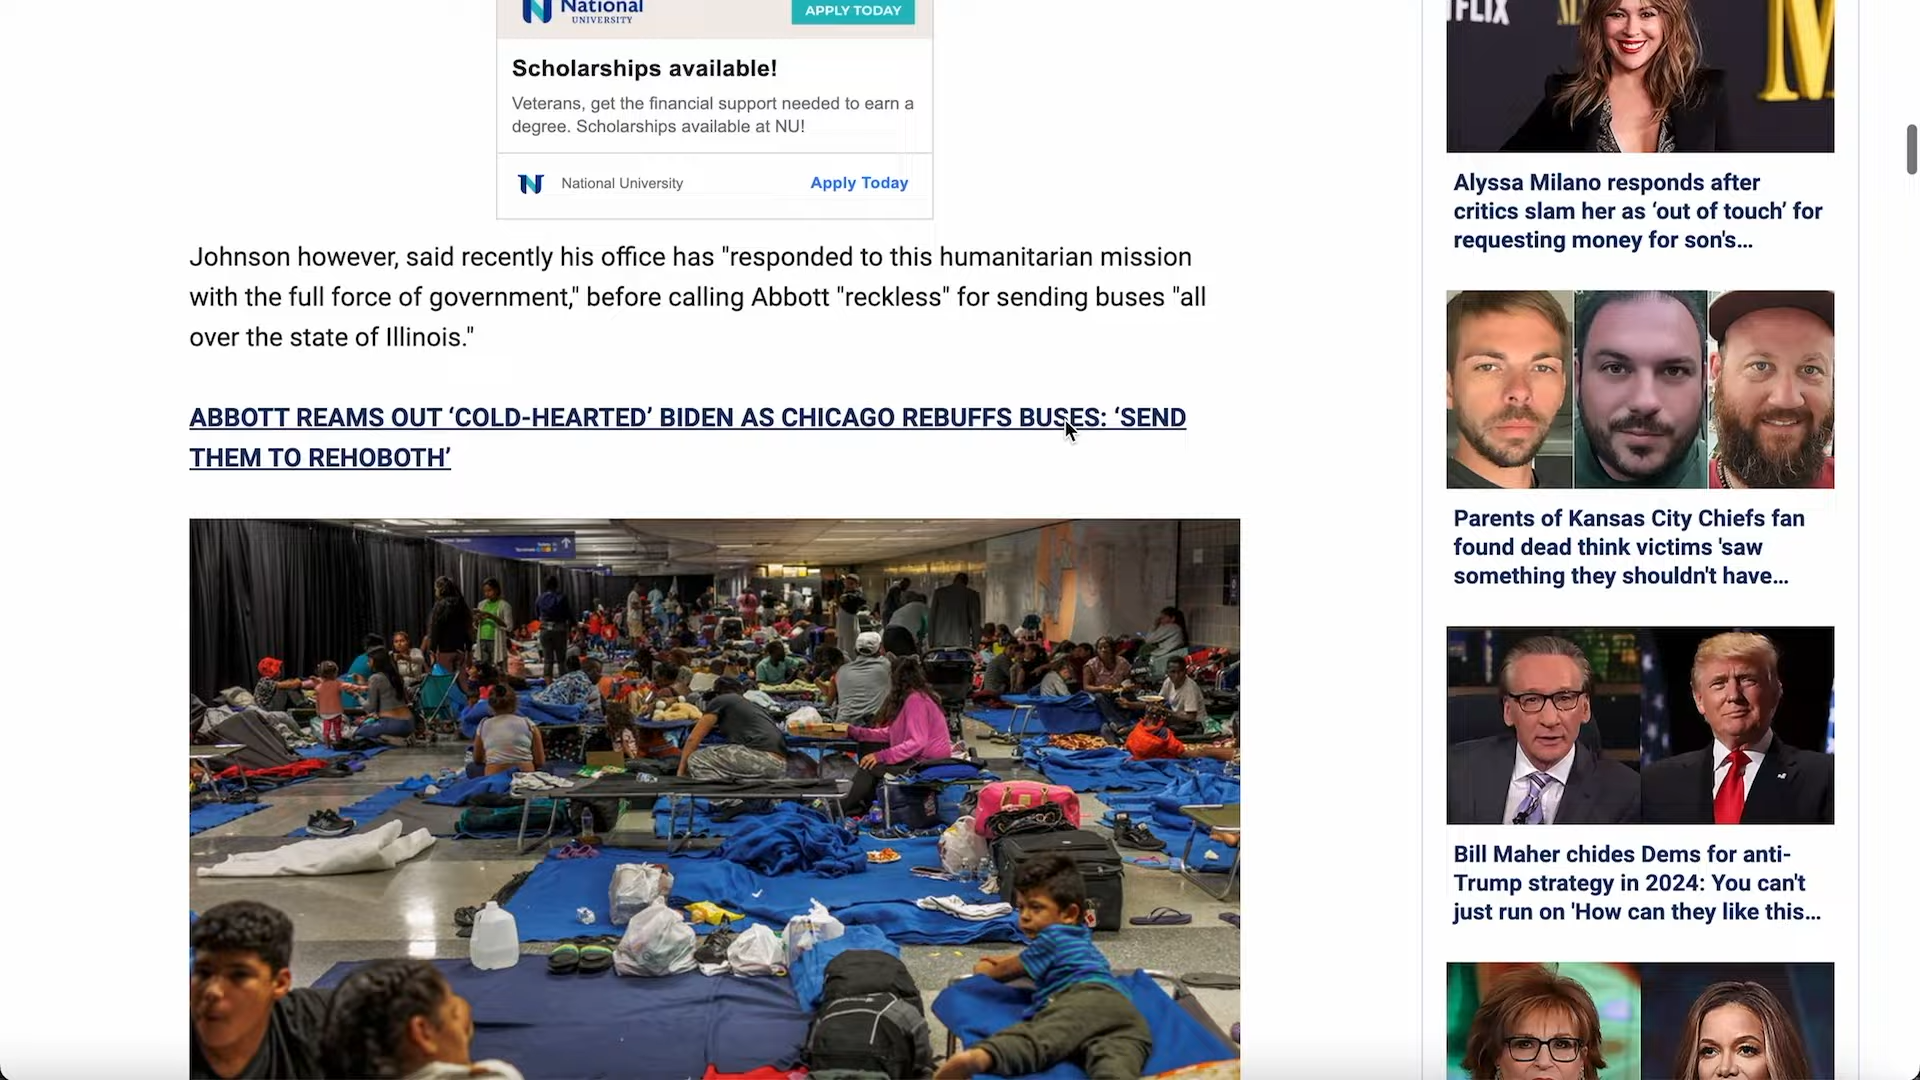 National
UNIVERSITY
APPLY TODAY
Scholarships available!
Veterans, get the financial support needed to earn a
degree. Scholarships available at NU!
National University
Apply Today
Johnson however, said recently his office has "responded to this humanitarian mission
with the full force of government," before calling Abbott "reckless" for sending buses "all
over the state of Illinois."
ABBOTT REAMS OUT ‘COLD-HEARTED’ BIDEN AS CHICAGO REBUFFS BUSES: ‘SEND
THEM TO REHOBOTH’
Alyssa Milano responds after
critics slam her as ‘out of touch’ for
requesting money for son's...
Parents of Kansas City Chiefs fan
found dead think victims 'saw
something they shouldn't have...
Bill Maher chides Dems for anti-
Trump strategy in 2024: You can't
just run on 'How can they like this...